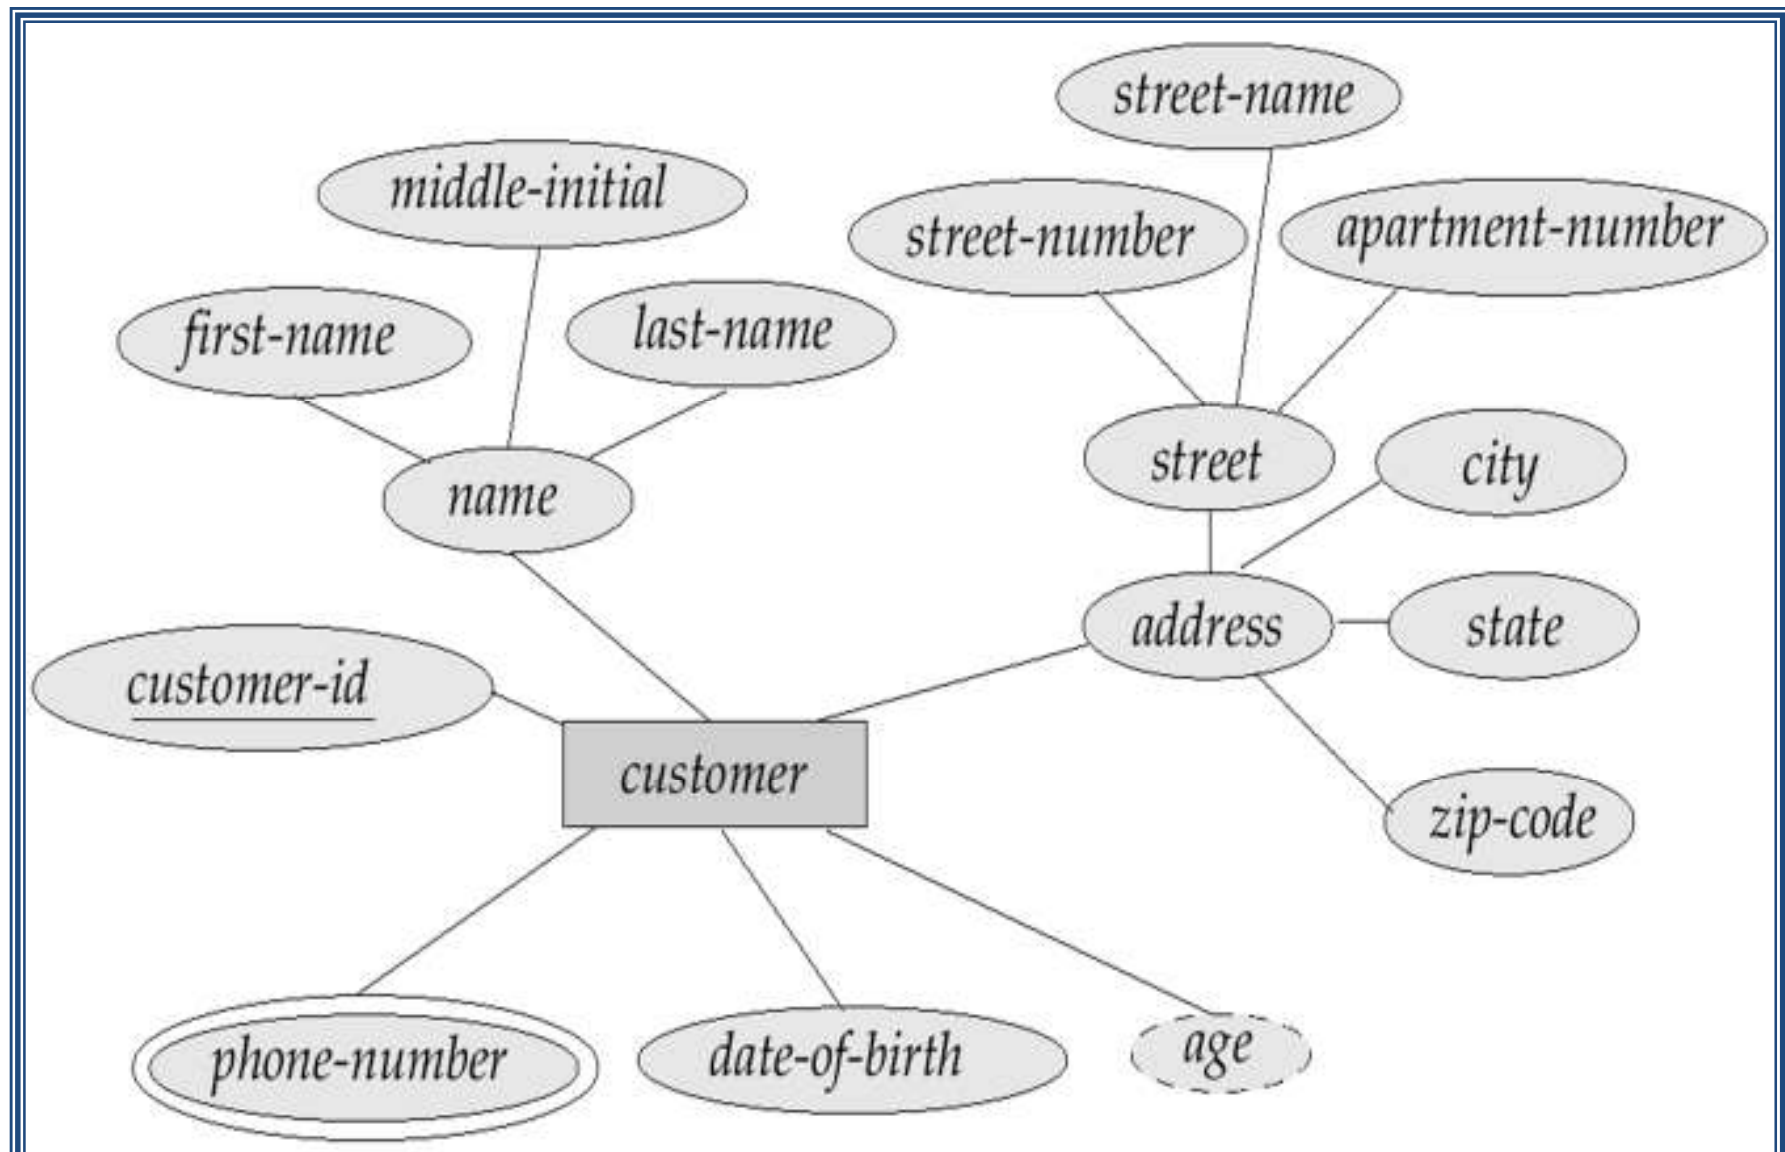 street-name
middle-initial
street-number
apartment-number
first-name
last-name
street
city
name
address
state
customer-id
customer
zip-code
phone-number
date-of-birth
age